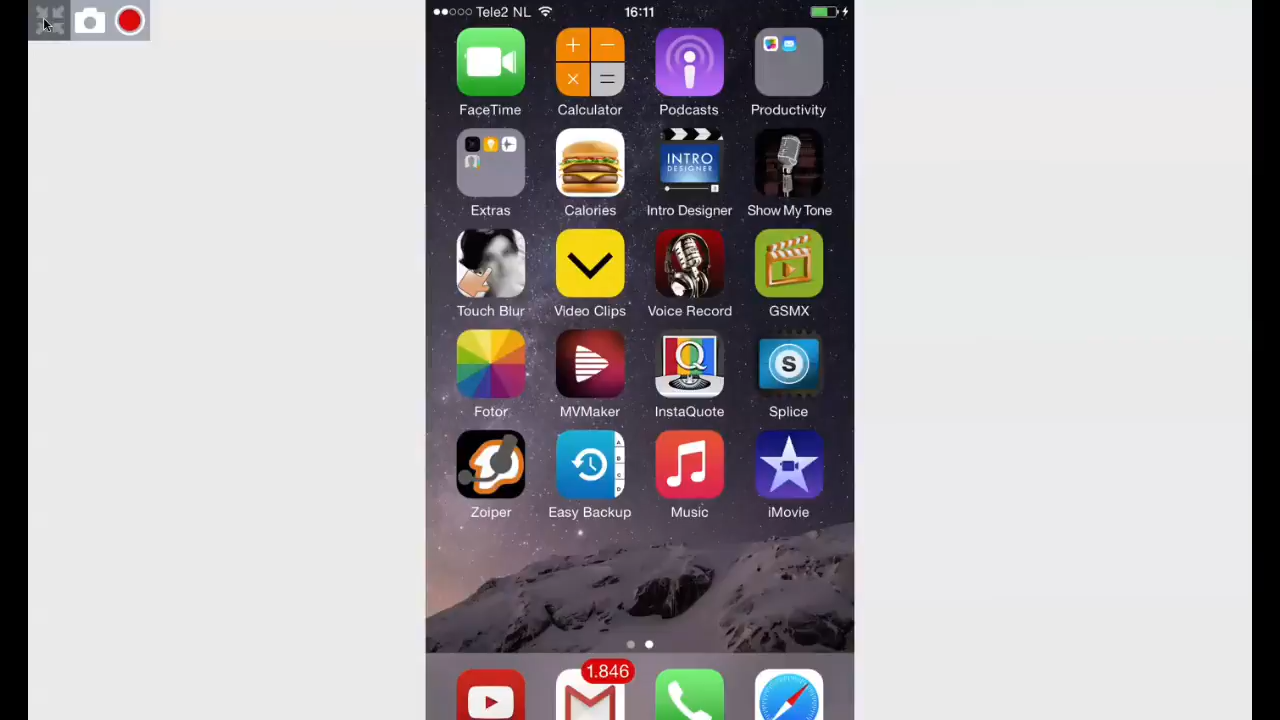 Tele2 NL 16:11
FaceTime Calculator Podcasts Productivity
INTRO
DESIGNER
Extras Calories Intro Designer Show My Tone
Touch Blur Video Clips Voice Record GSMX
Q S
Fotor MVMaker InstaQuote Splice
A
B
C
D
Zoiper Easy Backup Music iMovie
1.846